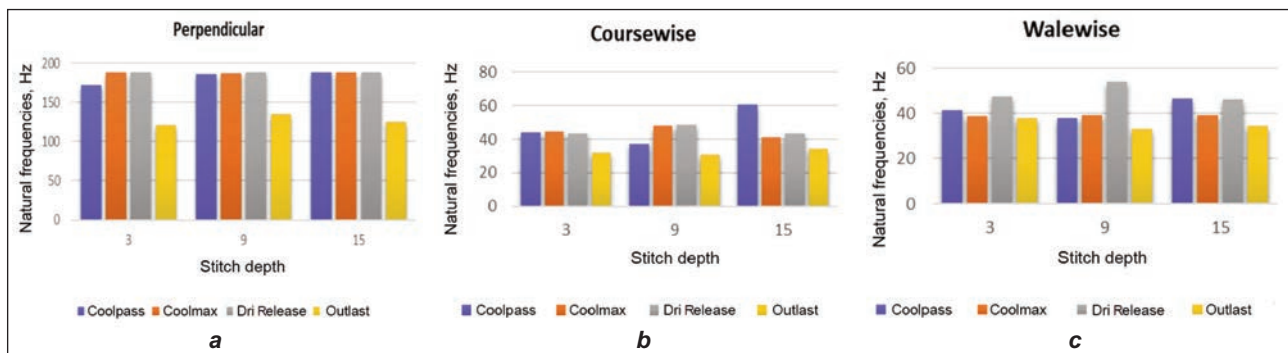 Perpendicular
Natural frequencies, Hz
200
150
100
50
0
3 9 15
Stitch depth
Coolpass Coolmax Dri Release Outlast
a
Coursewise
Natural frequencies, Hz
80
60
40
20
0
3 9 15
Stitch depth
Coolpass Coolmax Dri Release Outlast
b
Walewise
Natural frequencies, Hz
60
40
20
0
3 9 15
Stitch depth
Coolpass Coolmax Dri Release Outlast
c